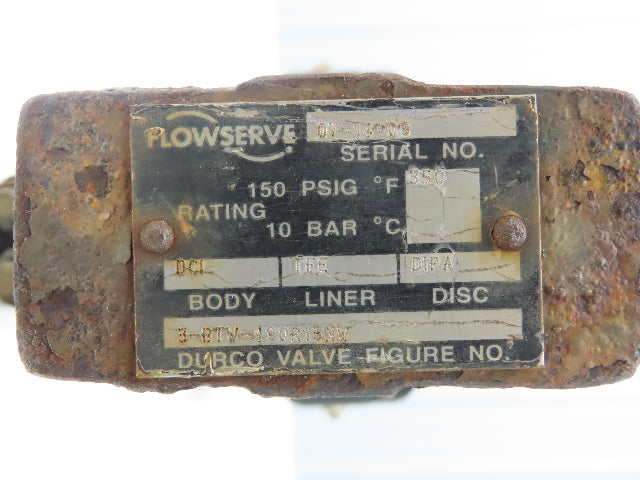 FLOWSERVE
SERIAL NO.
150 PSIG °F 350
RATING
10 BAR °C
DCI TFE DIPA
BODY LINER DISC
DURCO VALVE FIGURE NO.